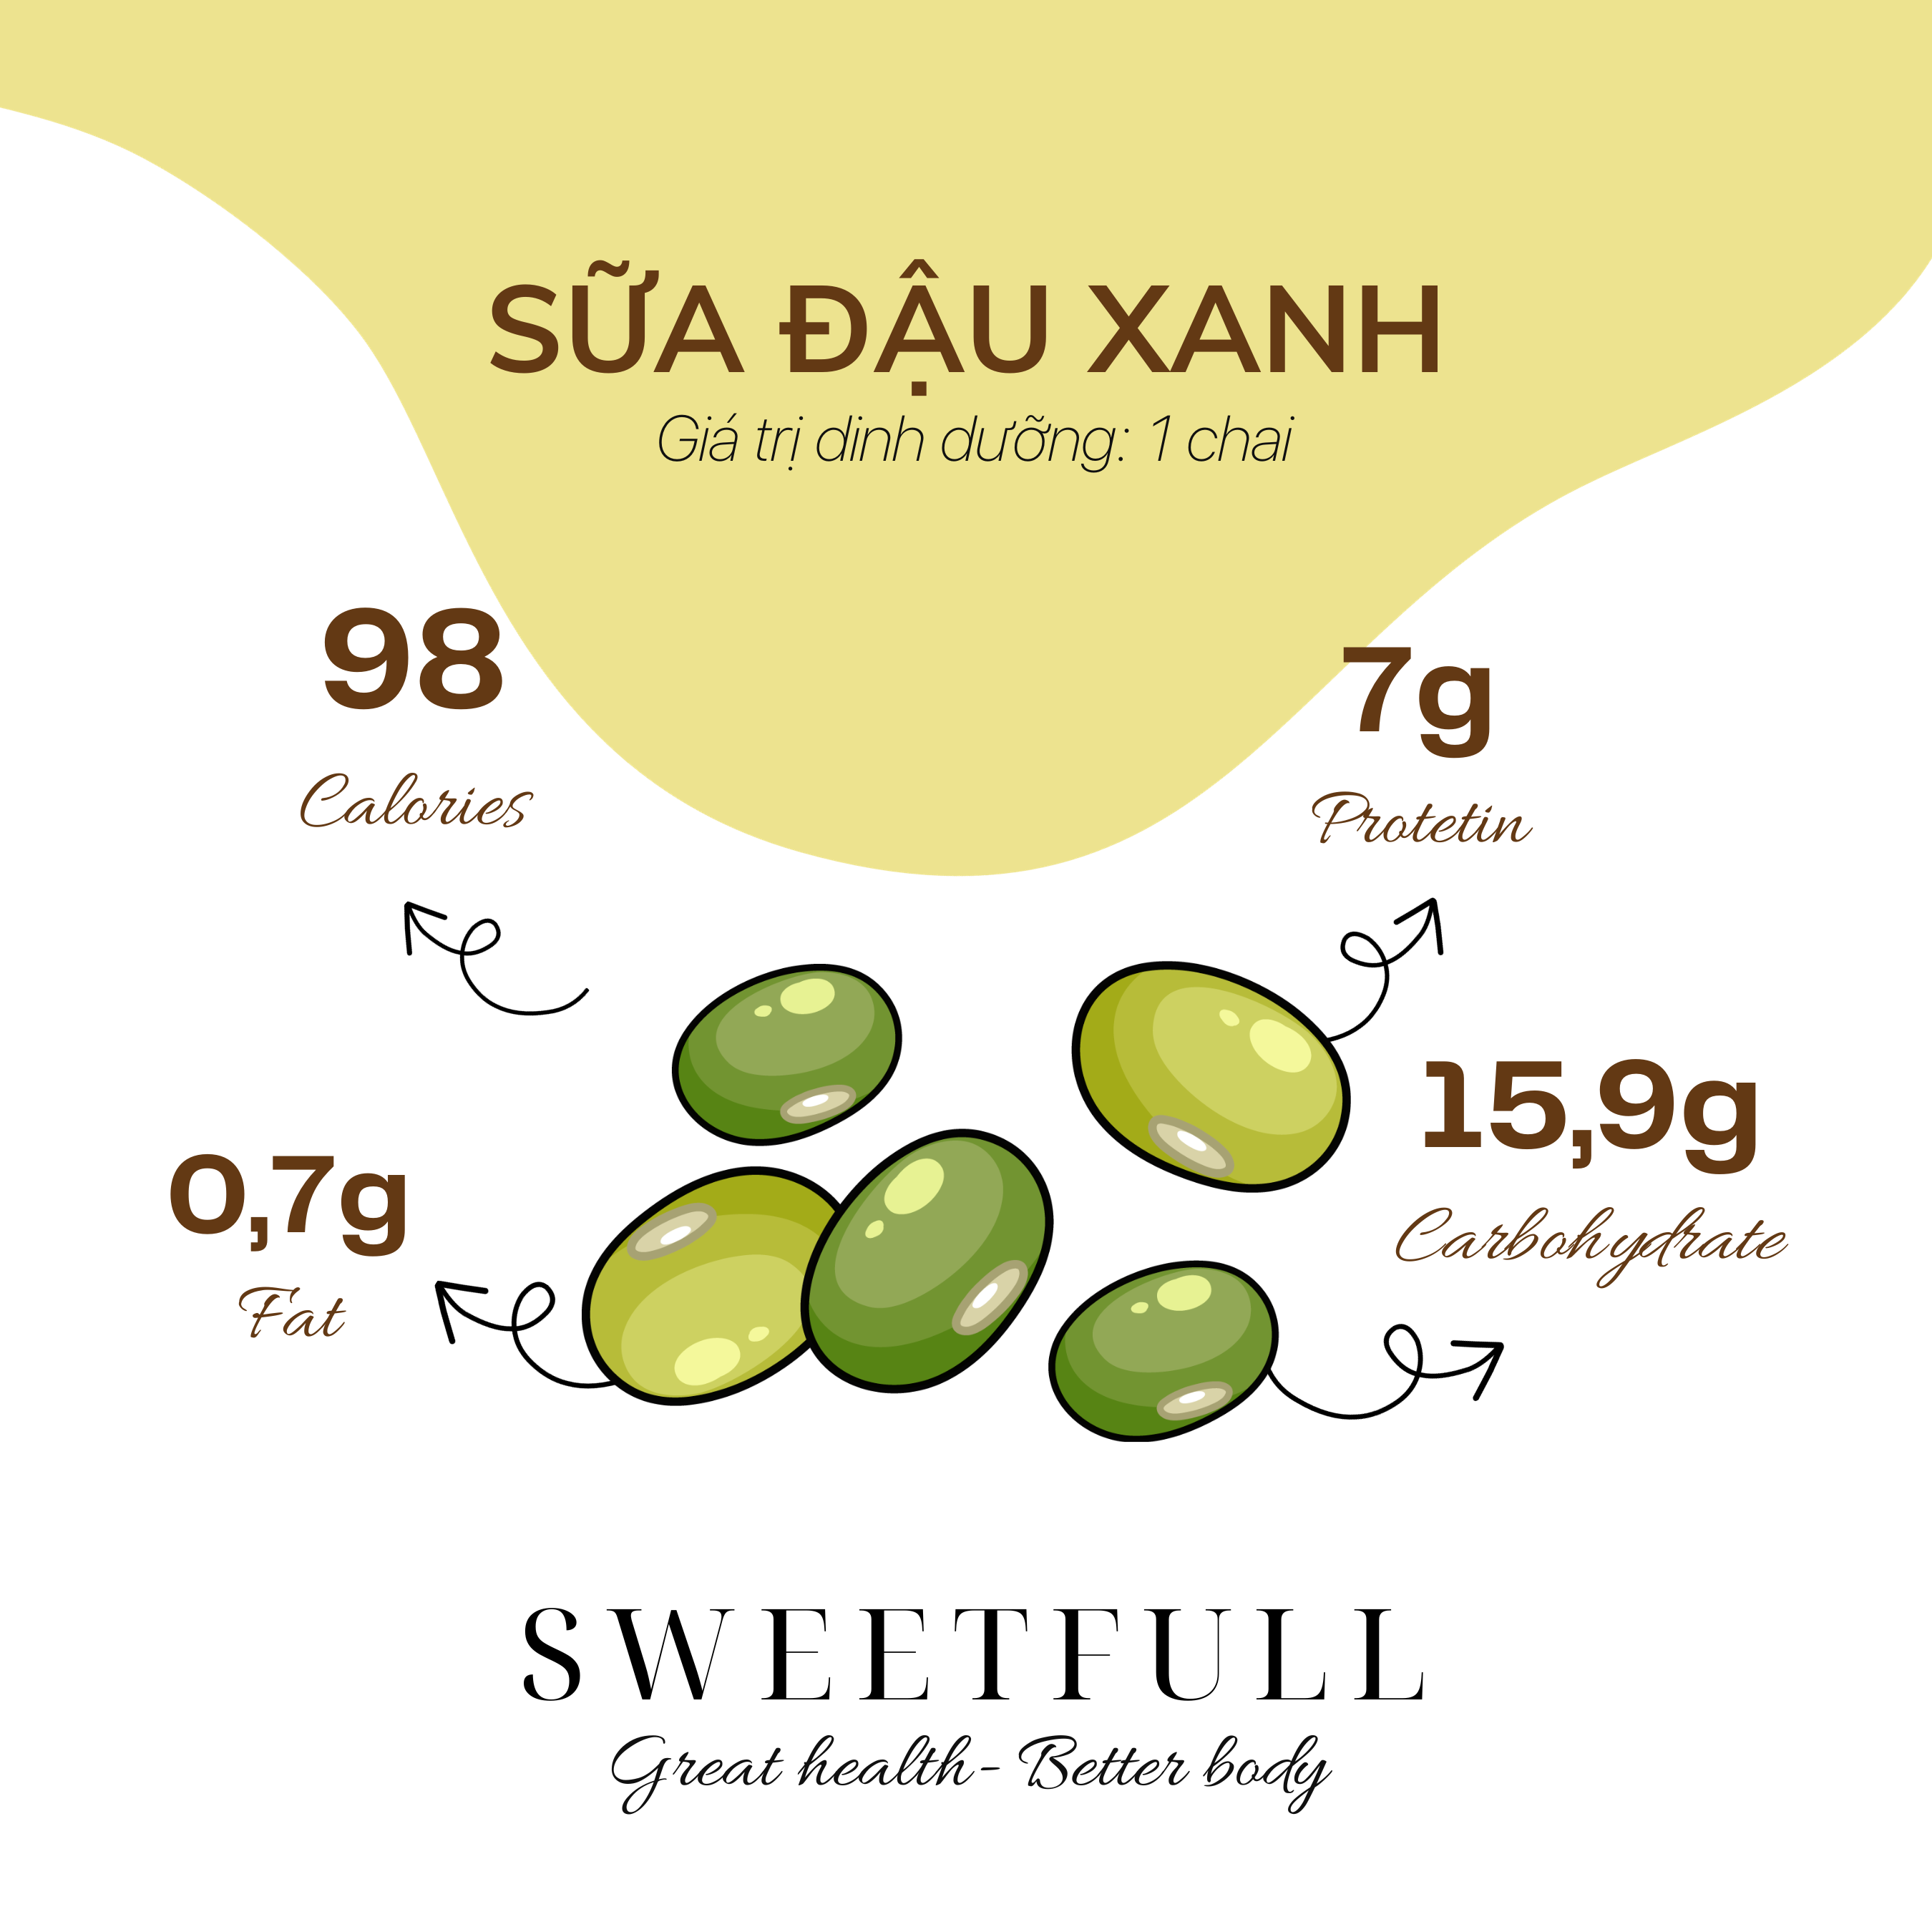 SỮA ĐẬU XANH
Giá trị dinh dưỡng: 1 chai
98
Calories
7g
Protein
15,9g
Carbohydrate
0,7g
Fat
SWEETFULL
Great health - Better body